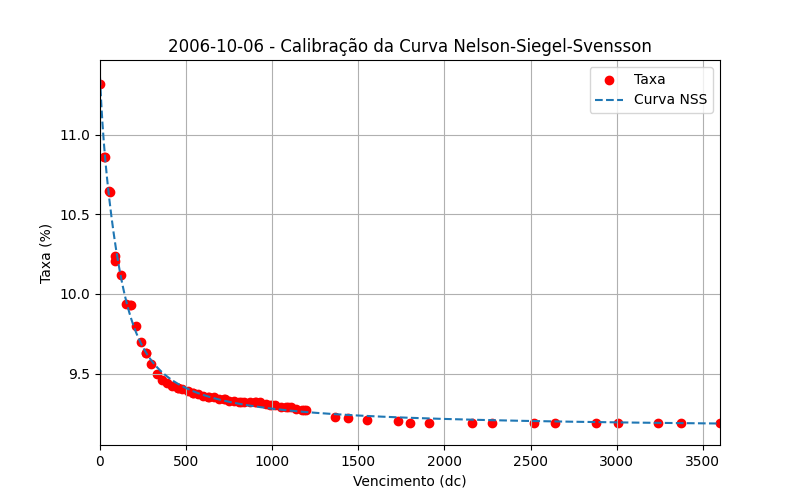 2006-10-06 - Calibração da Curva Nelson-Siegel-Svensson
Taxa
Curva NSS
Taxa (%)
11.0
10.5
10.0
9.5
0 500 1000 1500 2000 2500 3000 3500
Vencimento (dc)